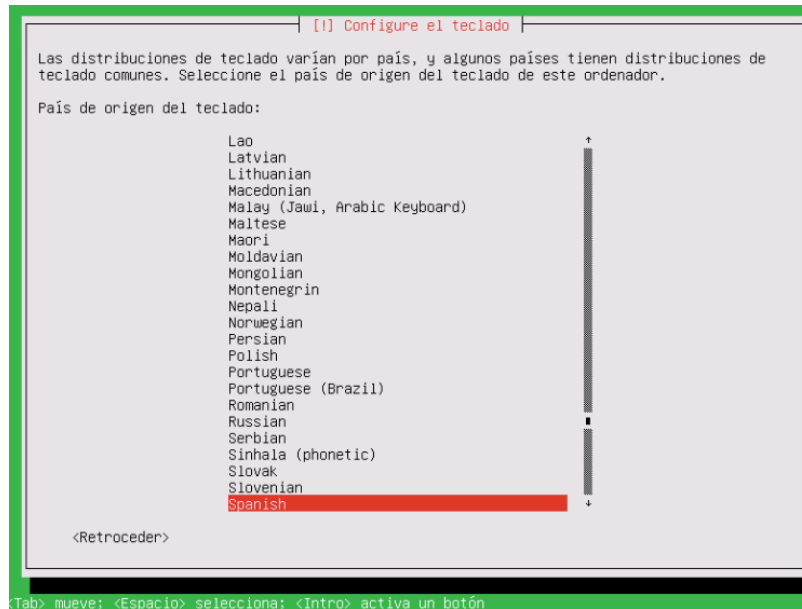 [!] Configure el teclado
Las distribuciones de teclado varían por país, y algunos países tienen distribuciones de
teclado comunes. Seleccione el país de origen del teclado de este ordenador.
País de origen del teclado:
Lao
Latvian
Lithuanian
Macedonian
Malay (Jawi, Arabic Keyboard)
Maltese
Maori
Moldavian
Mongolian
Montenegrin
Nepali
Norwegian
Persian
Polish
Portuguese
Portuguese (Brazil)
Romanian
Russian
Serbian
Sinhala (phonetic)
Slovak
Slovenian
Spanish
<Retroceder>
<Tab> mueve; <Espacio> selecciona; <Intro> activa un botón